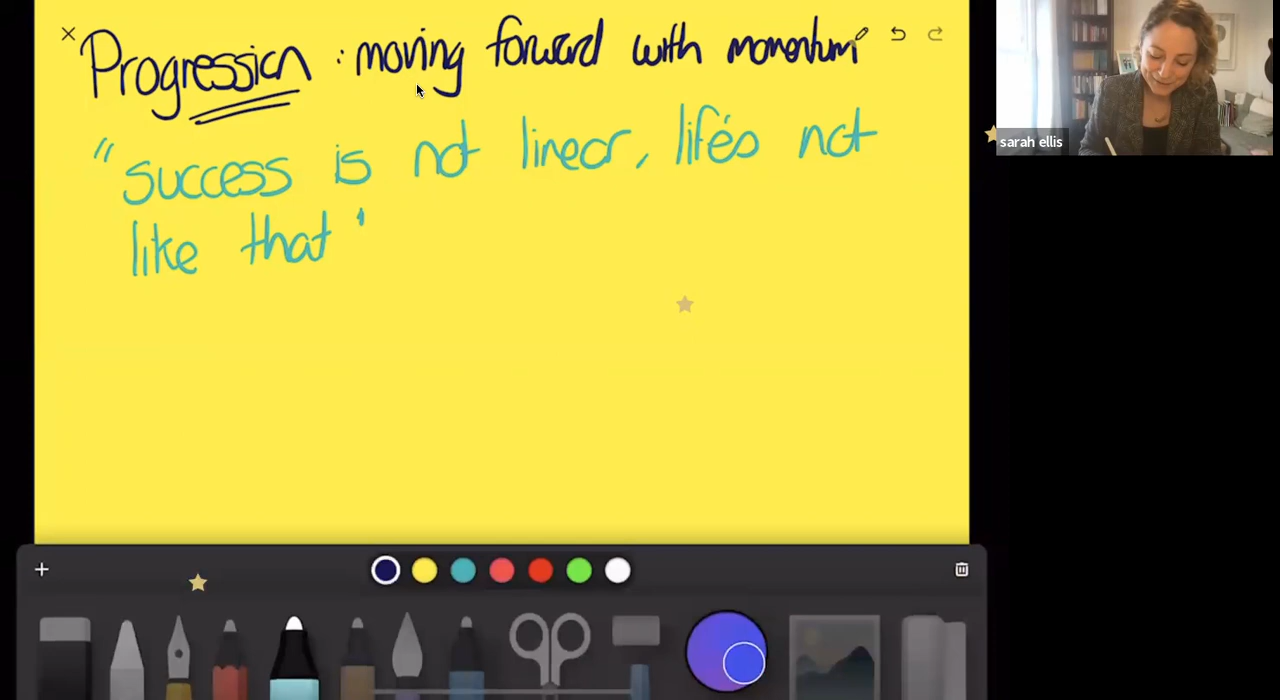 Progression : moving forward with momentum
"success is not linear, life's not
like that"
sarah ellis